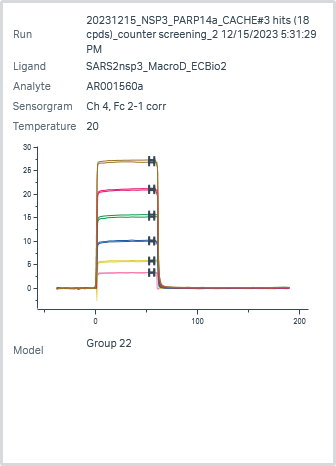 Run 20231215_NSP3_PARP14a_CACHE#3 hits (18
cpds)_counter screening_2 12/15/2023 5:31:29
PM
Ligand SARS2nsp3_MacroD_ECBio2
Analyte AR001560a
Sensorgram Ch 4, Fc 2-1 corr
Temperature 20
30
25
20
15
10
5
0
0 100 200
Model Group 22